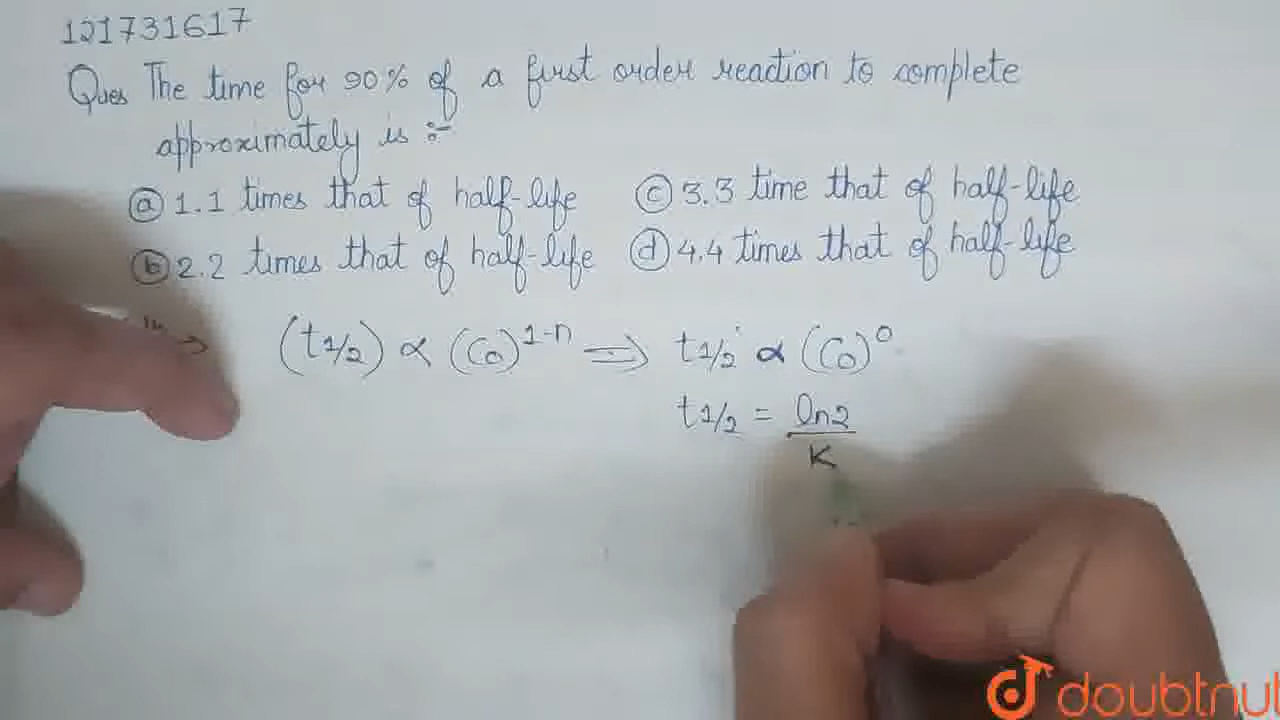 121731617
Ques The time for 90% of a first order reaction to complete
approximately is :-
(a) 1.1 times that of half-life (c) 3.3 time that of half-life
(b) 2.2 times that of half-life (d) 4.4 times that of half-life
→ (t1/2) ∝ (C₀)^1-n ⇒ t1/2 ∝ (C₀)^0
t1/2 = ln2/K
doubtnut